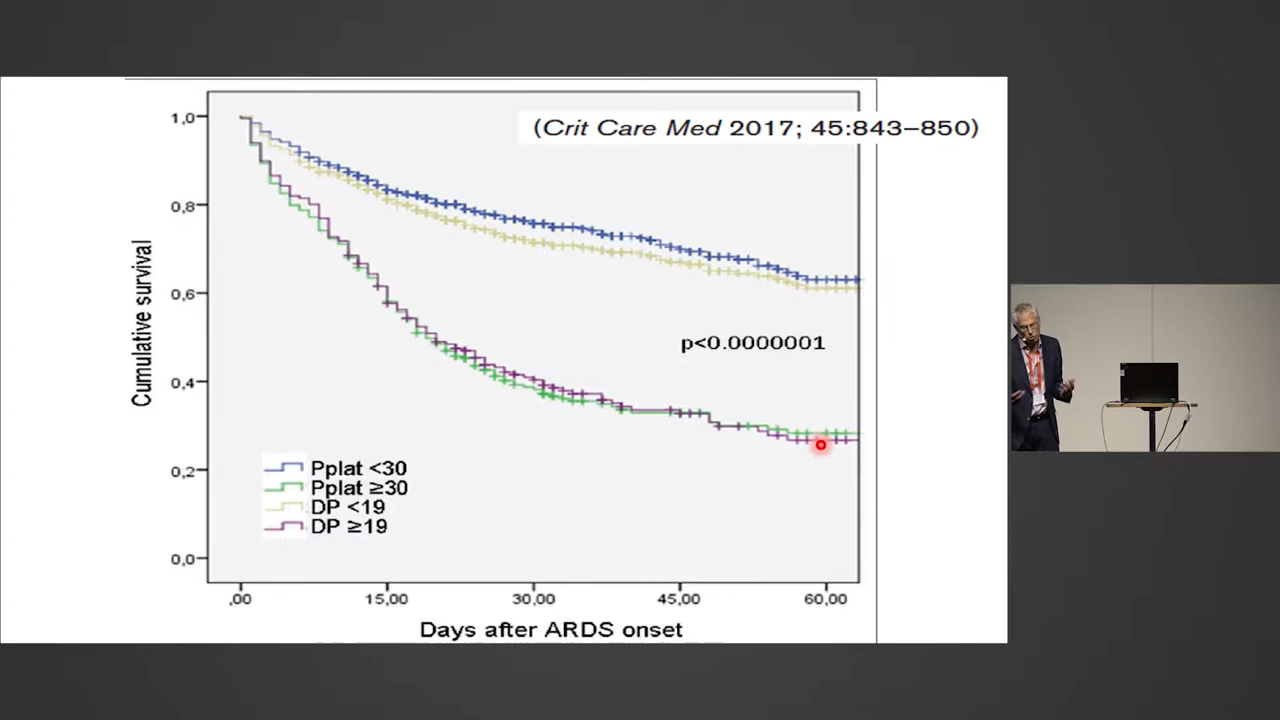 (Crit Care Med 2017; 45:843–850)
1,0
0,8
0,6
0,4
0,2
0,0
Cumulative survival
p<0.0000001
Pplat <30
Pplat ≥30
DP <19
DP ≥19
,00 15,00 30,00 45,00 60,00
Days after ARDS onset